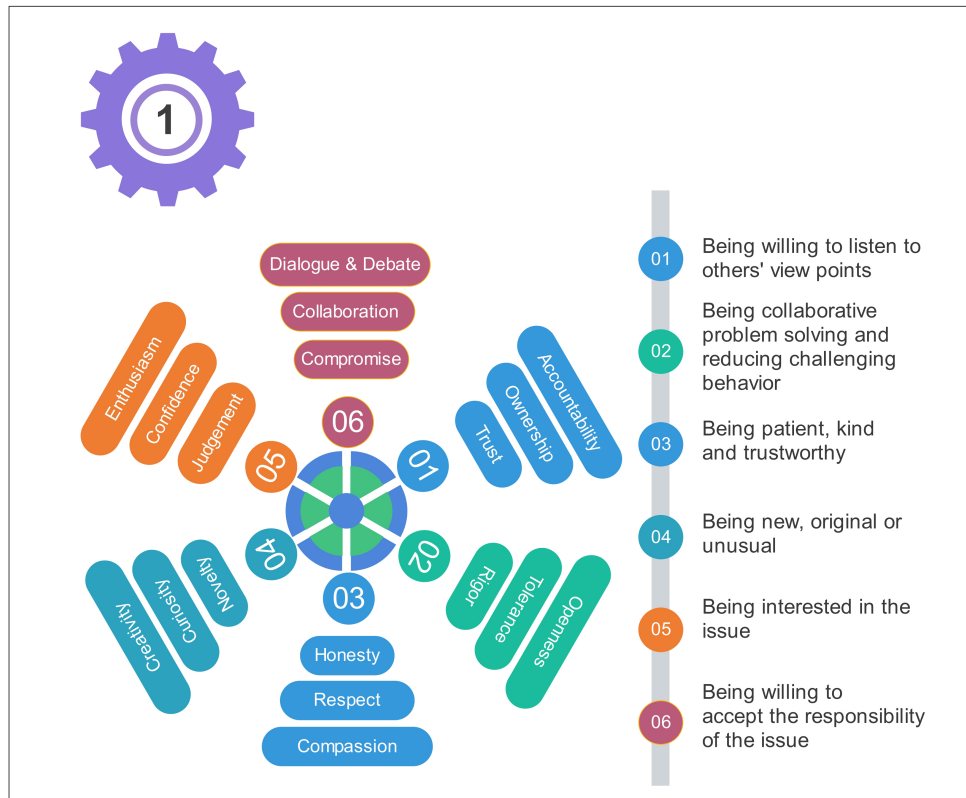 1
Dialogue & Debate
Collaboration
Compromise
06
Enthusiasm
Confidence
Judgement
05
Trust
Ownership
Accountability
01
Creativity
Curiosity
Novelty
04
02
Rigor
Tolerance
Openness
03
Honesty
Respect
Compassion
01
Being willing to listen to
others' view points
02
Being collaborative
problem solving and
reducing challenging
behavior
03
Being patient, kind
and trustworthy
04
Being new, original or
unusual
05
Being interested in the
issue
06
Being willing to
accept the responsibility
of the issue